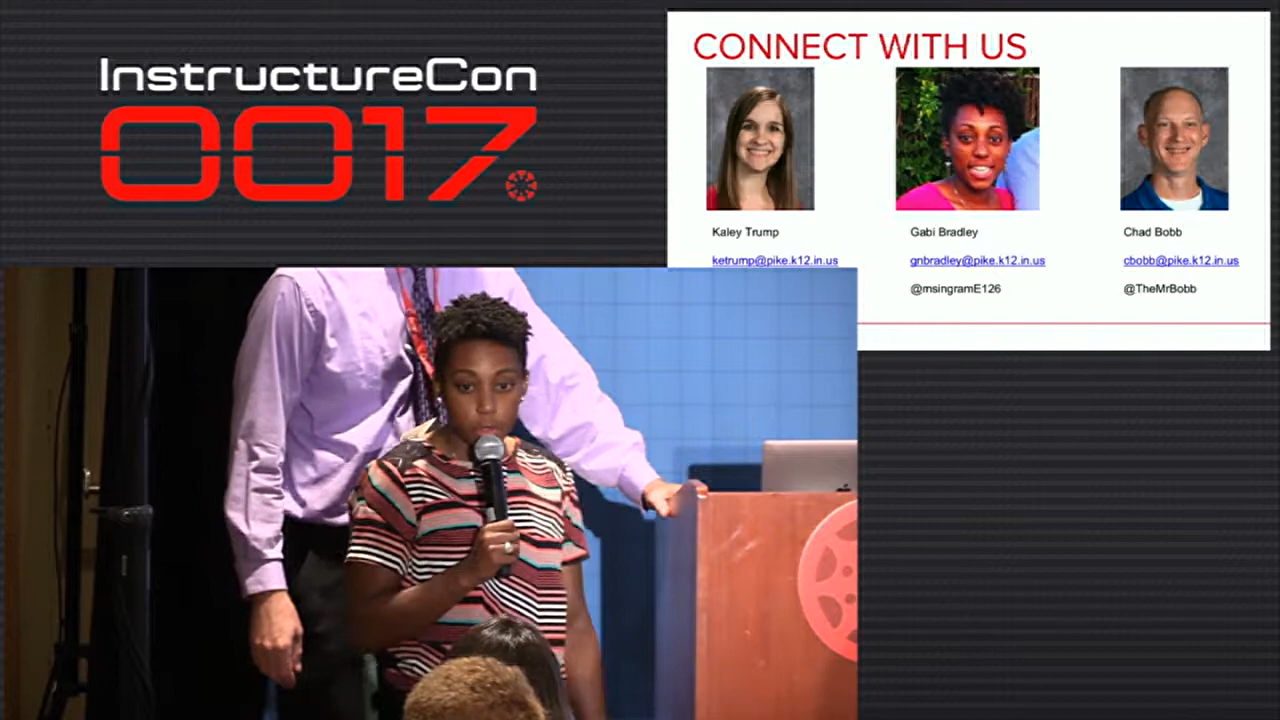 InstructureCon
0017
CONNECT WITH US
Kaley Trump
Gabi Bradley
Chad Bobb
ketrump@pike.k12.in.us
gnbradley@pike.k12.in.us
cbobb@pike.k12.in.us
@msingramE126
@TheMrBobb